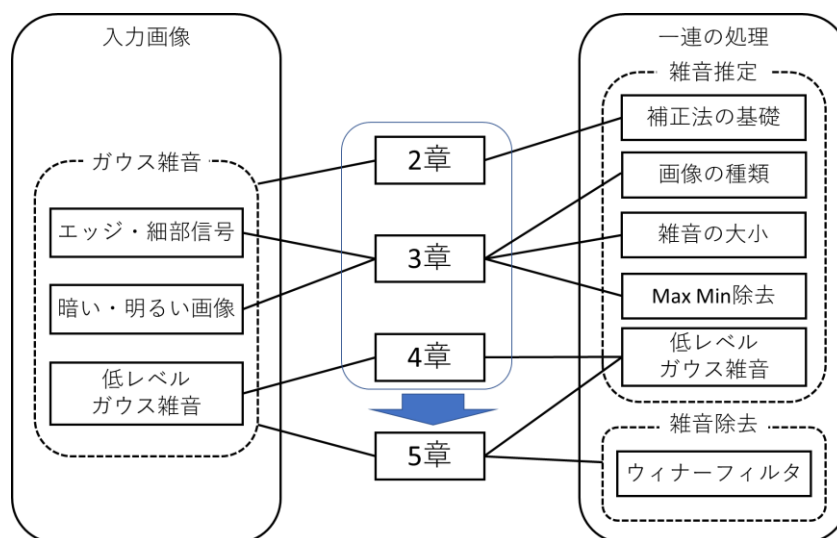 入力画像
ガウス雑音
エッジ・細部信号
暗い・明るい画像
低レベル
ガウス雑音
2章
3章
4章
5章
一連の処理
雑音推定
補正法の基礎
画像の種類
雑音の大小
Max Min除去
低レベル
ガウス雑音
雑音除去
ウィナーフィルタ